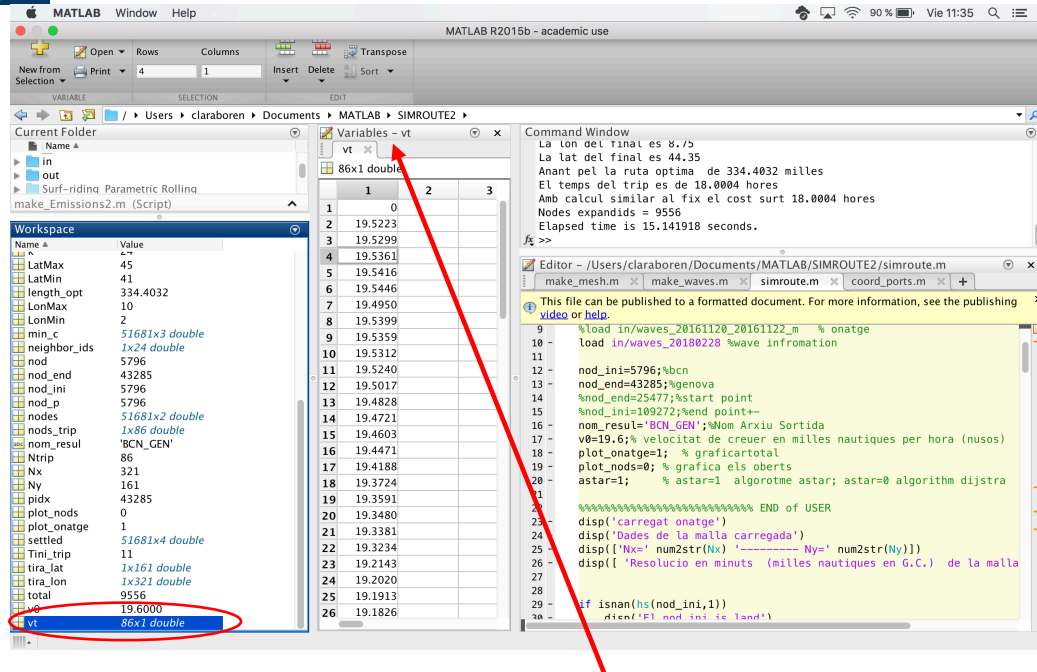 MATLAB Window Help 90 % Vie 11:35
MATLAB R2015b - academic use
New from Selection Open Print Rows Columns 4 1 Insert Delete Transpose Sort
VARIABLE SELECTION EDIT
/ Users claraboren Documents MATLAB SIMROUTE2
Current Folder
Name
in
out
Surf-riding Parametric Rolling
make_Emissions2.m (Script)
Workspace
Name Value
k 24
LatMax 45
LatMin 41
length_opt 334.4032
LonMax 10
LonMin 2
min_c 51681x3 double
neighbor_ids 1x24 double
nod 5796
nod_end 43285
nod_ini 5796
nod_p 5796
nodes 51681x2 double
nods_trip 1x86 double
nom_resul 'BCN_GEN'
Ntrip 86
Nx 321
Ny 161
pidx 43285
plot_nods 0
plot_onatge 1
settled 51681x4 double
Tini_trip 11
tira_lat 1x161 double
tira_lon 1x321 double
total 9556
v0 19.6000
vt 86x1 double
Variables - vt
vt
86x1 double
1 2 3
1 0
2 19.5223
3 19.5299
4 19.5361
5 19.5416
6 19.5446
7 19.4950
8 19.5399
9 19.5359
10 19.5312
11 19.5240
12 19.5017
13 19.4828
14 19.4721
15 19.4603
16 19.4471
17 19.4188
18 19.3724
19 19.3591
20 19.3480
21 19.3381
22 19.3234
23 19.2143
24 19.2020
25 19.1913
26 19.1826
Command Window
La lon del final es 8.75
La lat del final es 44.35
Anant pel la ruta optima de 334.4032 milles
El temps del trip es de 18.0004 hores
Amb calcul similar al fix el cost surt 18.0004 hores
Nodes expandids = 9556
Elapsed time is 15.141918 seconds.
fx >>
Editor - /Users/claraboren/Documents/MATLAB/SIMROUTE2/simroute.m
make_mesh.m make_waves.m simroute.m coord_ports.m +
This file can be published to a formatted document. For more information, see the publishing
video or help.
9 %load in/waves_20161120_20161122_m % onatge
10 - load in/waves_20180228 %wave infromation
11
12 - nod_ini=5796;%bcn
13 - nod_end=43285;%genova
14 %nod_end=25477;%start point
15 %nod_ini=109272;%end point+-
16 - nom_resul='BCN_GEN';%Nom Arxiu Sortida
17 - v0=19.6;% velocitat de creuer en milles nautiques per hora (nusos)
18 - plot_onatge=1; % graficartotal
19 - plot_nods=0; % grafica els oberts
20 - astar=1; % astar=1 algorotme astar; astar=0 algorithm dijstra
21
22 %%%%%%%%%%%%%%%%%%%%%%%%%%% END of USER
23 - disp('carregat onatge')
24 - disp('Dades de la malla carregada')
25 - disp(['Nx=' num2str(Nx) '--------- Ny=' num2str(Ny)])
26 - disp([ 'Resolucio en minuts (milles nautiques en G.C.) de la malla
27
28
29 - if isnan(hs(nod_ini,1))
30 - disp('El nod ini is land')